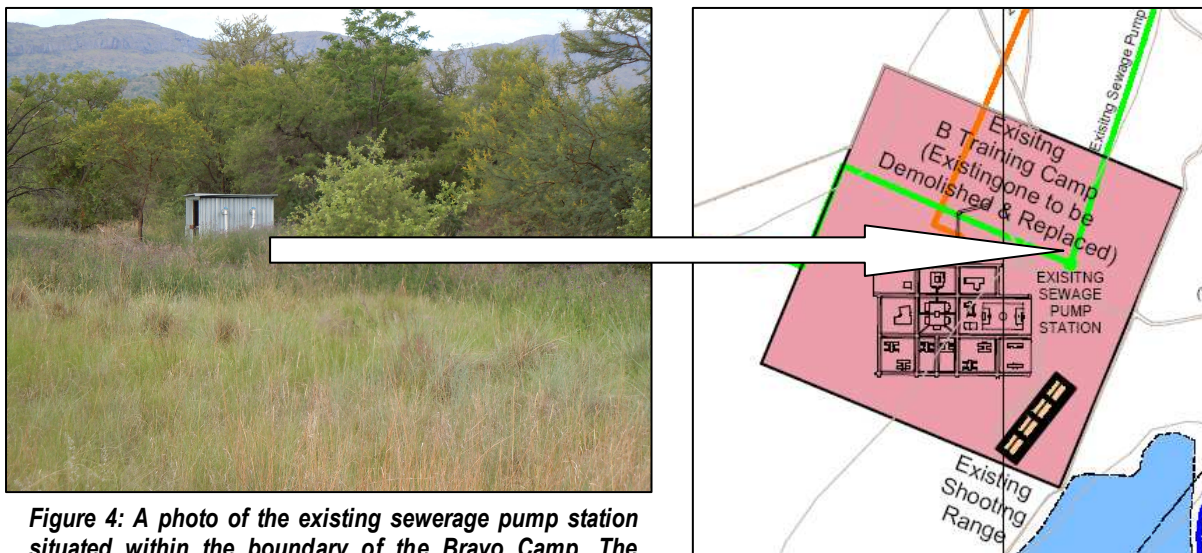 Existing Sewage Pump
Exisitng
B Training Camp
(Existingone to be
Demolished & Replaced)
EXISITNG
SEWAGE
PUMP
STATION
Existing
Shooting
Range
Figure 4: A photo of the existing sewerage pump station
situated within the boundary of the Bravo Camp. The